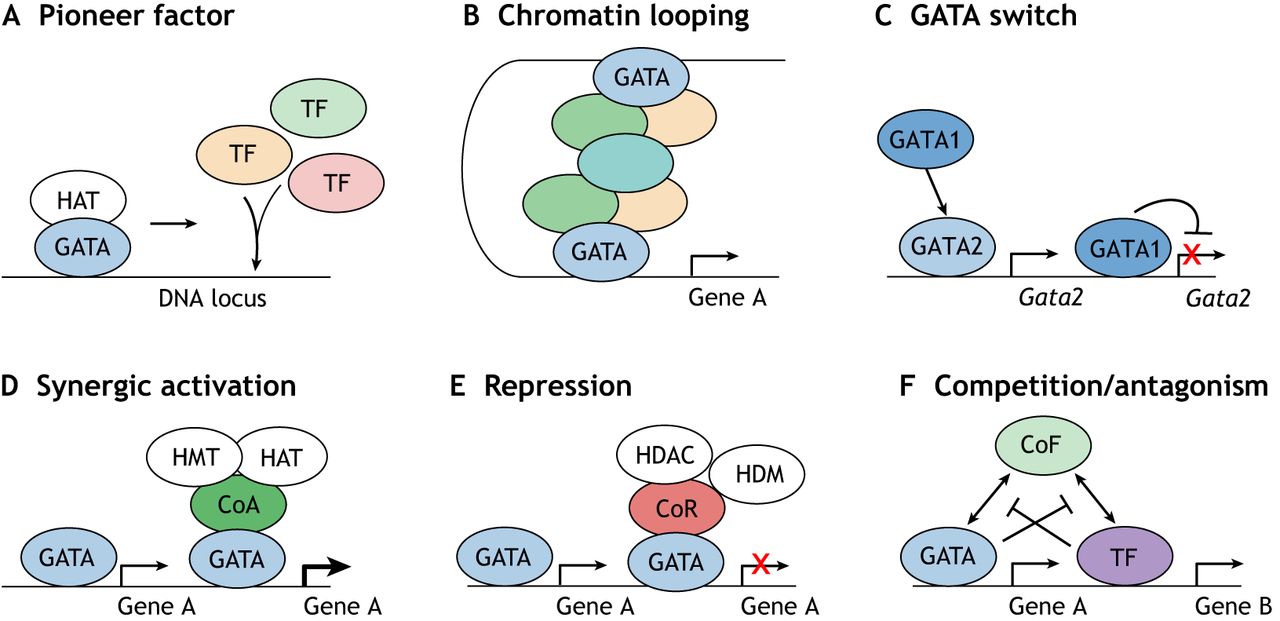 A Pioneer factor
TF
TF
TF
HAT
GATA
DNA locus
B Chromatin looping
GATA
GATA
Gene A
C GATA switch
GATA1
GATA2
GATA1
X
Gata2
Gata2
D Synergic activation
HMT
HAT
CoA
GATA
GATA
Gene A
Gene A
E Repression
HDAC
HDM
CoR
GATA
GATA
X
Gene A
Gene A
F Competition/antagonism
CoF
GATA
TF
Gene A
Gene B